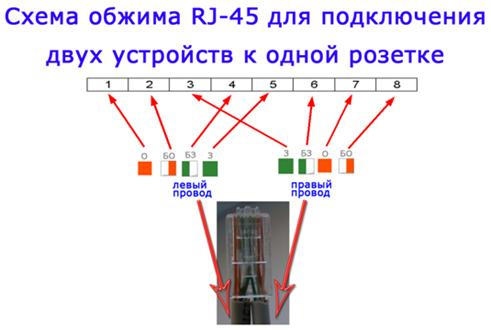 Схема обжима RJ-45 для подключения
двух устройств к одной розетке
1 2 3 4 5 6 7 8
О БО БЗ З З БЗ О БО
левый правый
провод провод